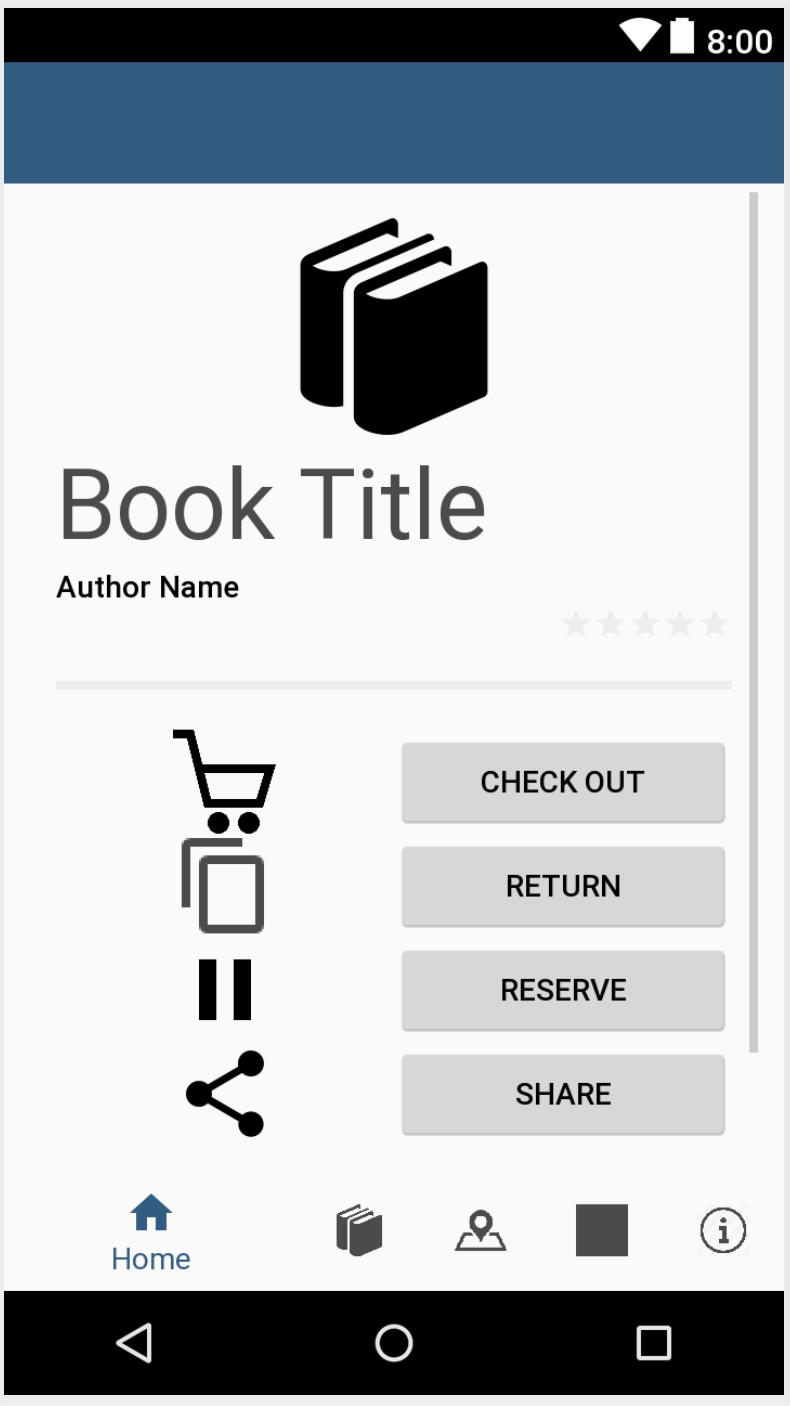 8:00
Book Title
Author Name
CHECK OUT
RETURN
RESERVE
SHARE
Home